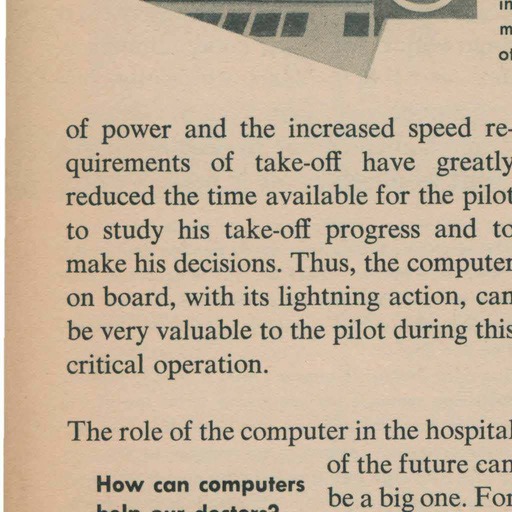 in
m
of
of power and the increased speed re-
quirements of take-off have greatly
reduced the time available for the pilot
to study his take-off progress and to
make his decisions. Thus, the computer
on board, with its lightning action, can
be very valuable to the pilot during this
critical operation.
The role of the computer in the hospital
of the future can
be a big one. For
How can computers
help our doctors?